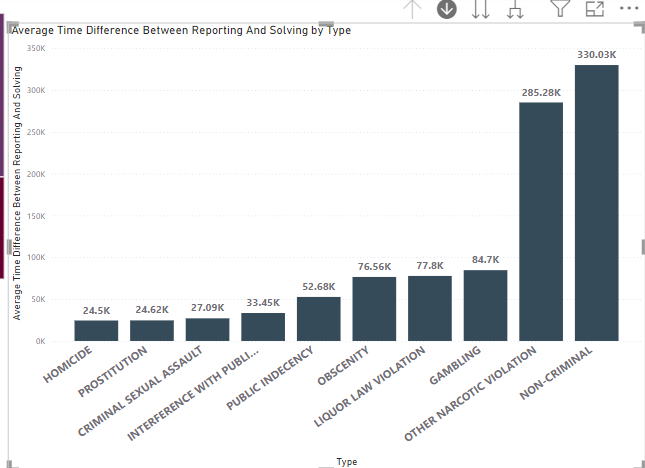 Average Time Difference Between Reporting And Solving by Type
Average Time Difference Between Reporting And Solving
350K
300K
250K
200K
150K
100K
50K
0K
24.5K
24.62K
27.09K
33.45K
52.68K
76.56K
77.8K
84.7K
285.28K
330.03K
HOMICIDE
PROSTITUTION
CRIMINAL SEXUAL ASSAULT
INTERFERENCE WITH PUBLI...
PUBLIC INDECENCY
OBSCENITY
LIQUOR LAW VIOLATION
GAMBLING
OTHER NARCOTIC VIOLATION
NON-CRIMINAL
Type